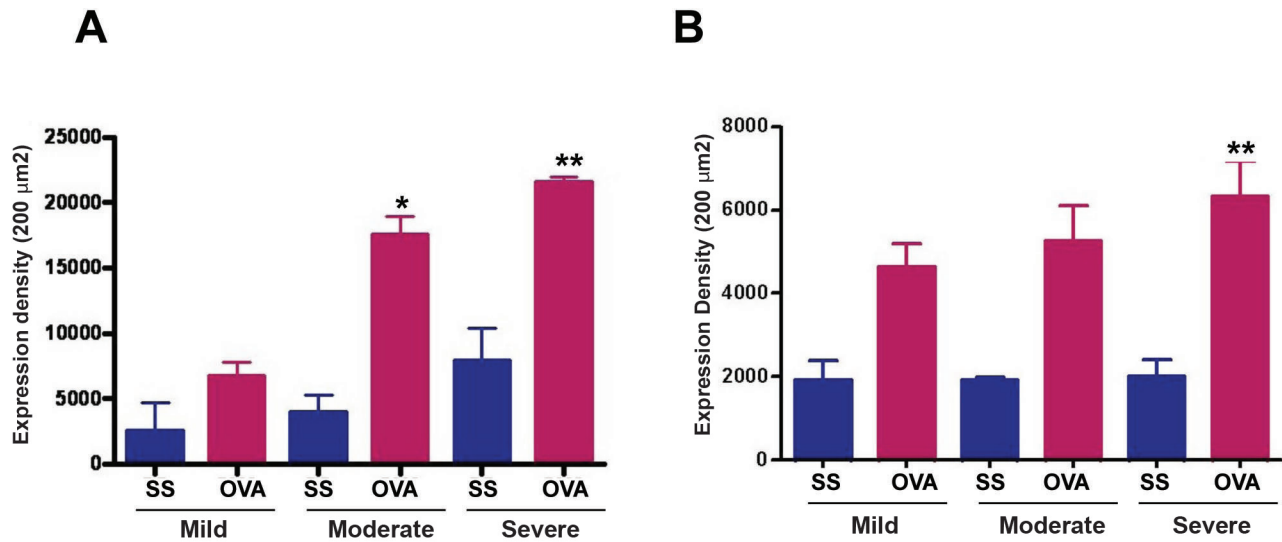 A
Expression density (200 µm2)
25000
20000
15000
10000
5000
0
*
**
SS OVA SS OVA SS OVA
Mild Moderate Severe
B
Expression Density (200 µm2)
8000
6000
4000
2000
0
**
SS OVA SS OVA SS OVA
Mild Moderate Severe